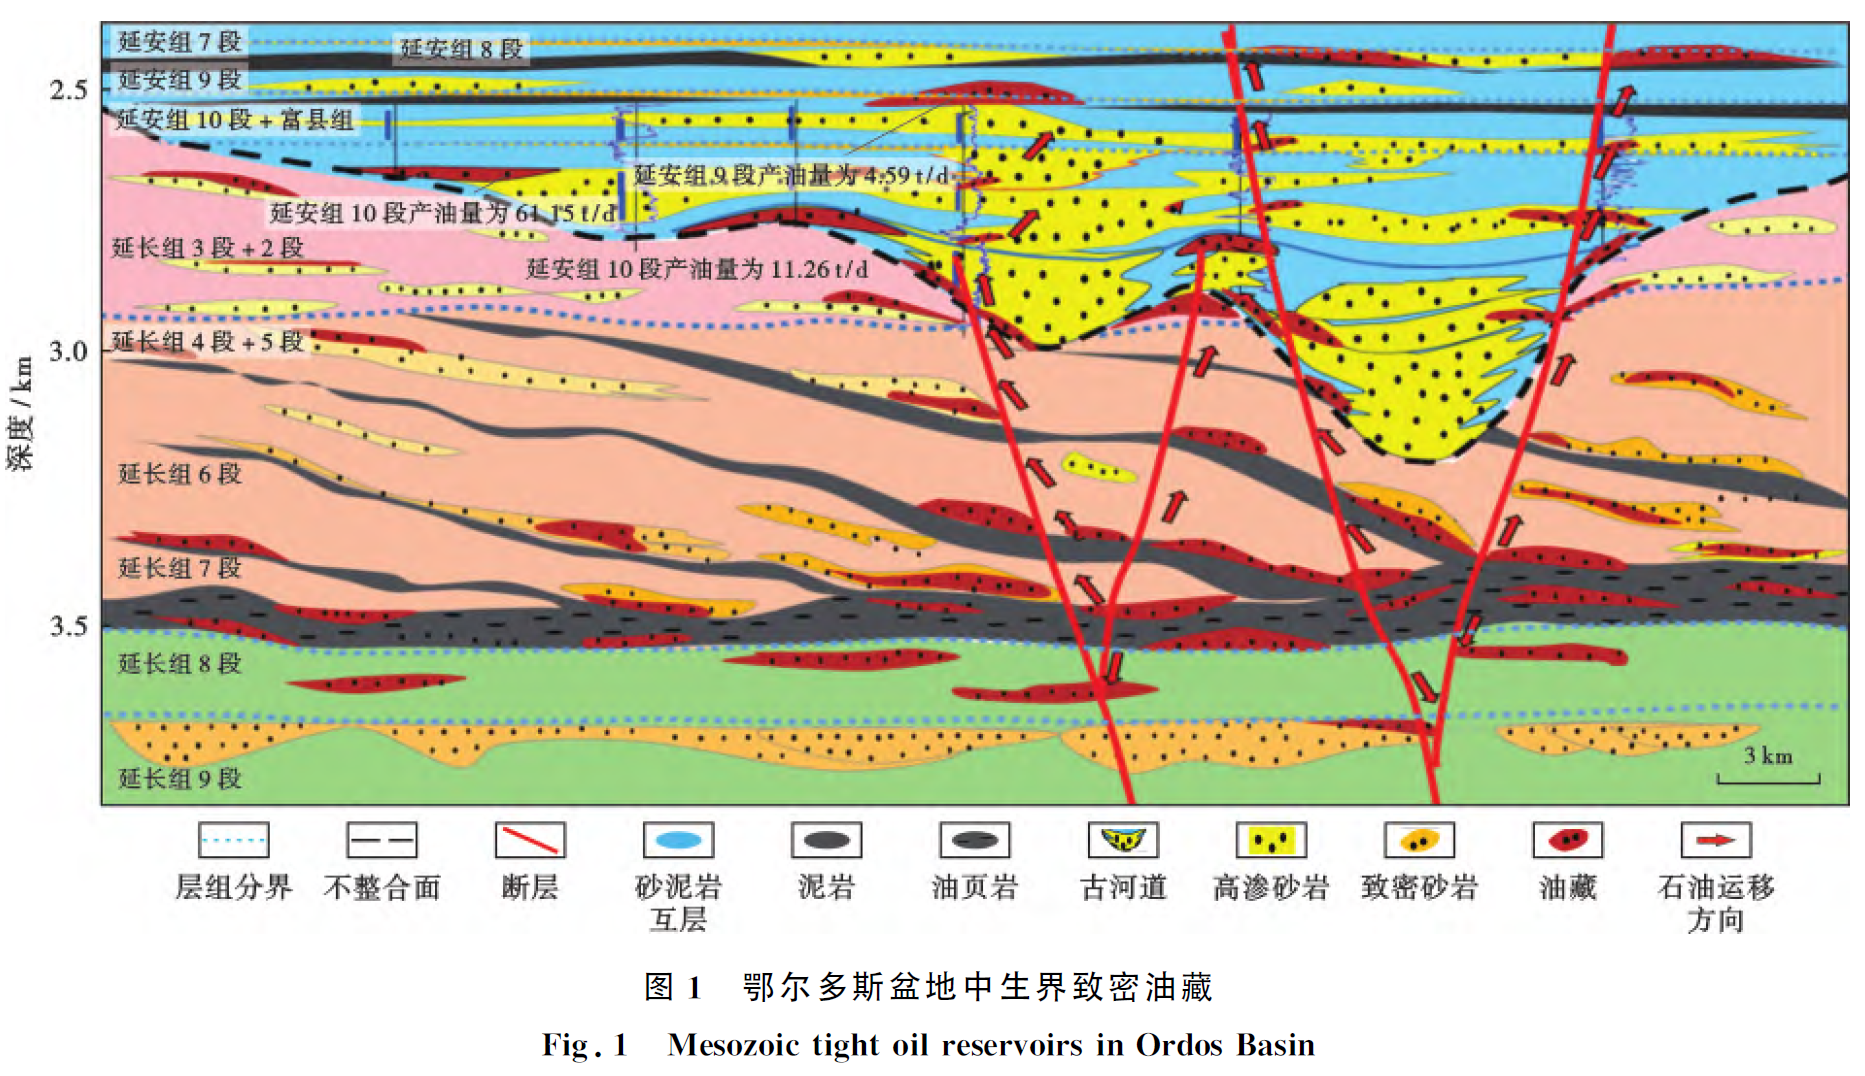 延安组 7 段
延安组 8 段
延安组 9 段
2.5
延安组 10 段 + 富县组
延安组 9 段产油量为 4.59 t/d
延安组 10 段产油量为 61.15 t/d
延长组 3 段 + 2 段
延安组 10 段产油量为 11.26 t/d
延长组 4 段 + 5 段
3.0
深度 / km
延长组 6 段
延长组 7 段
3.5
延长组 8 段
延长组 9 段
3 km
层组分界
不整合面
断层
砂泥岩
互层
泥岩
油页岩
古河道
高渗砂岩
致密砂岩
油藏
石油运移
方向
图 1 鄂尔多斯盆地中生界致密油藏
Fig. 1 Mesozoic tight oil reservoirs in Ordos Basin